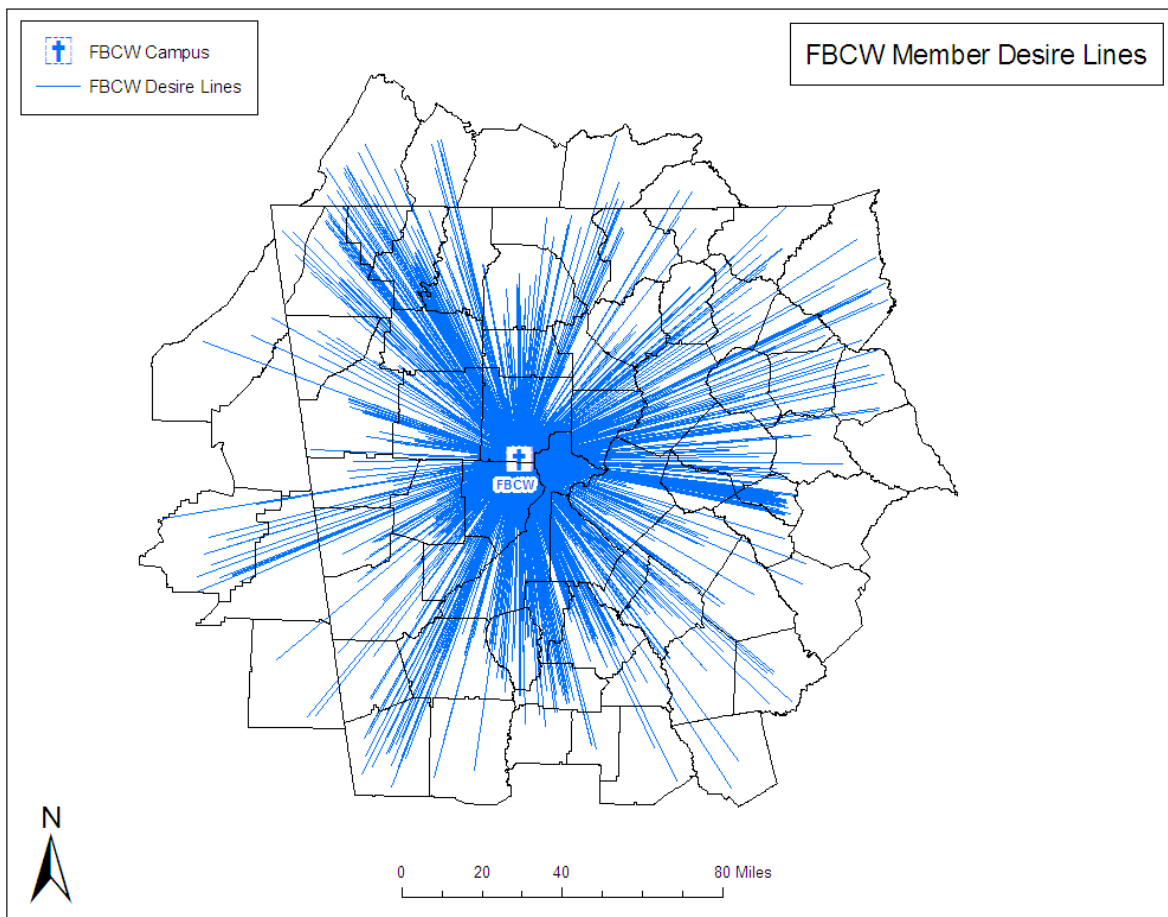 FBCW Campus
FBCW Desire Lines
FBCW Member Desire Lines
FBCW
N
0 20 40 80 Miles